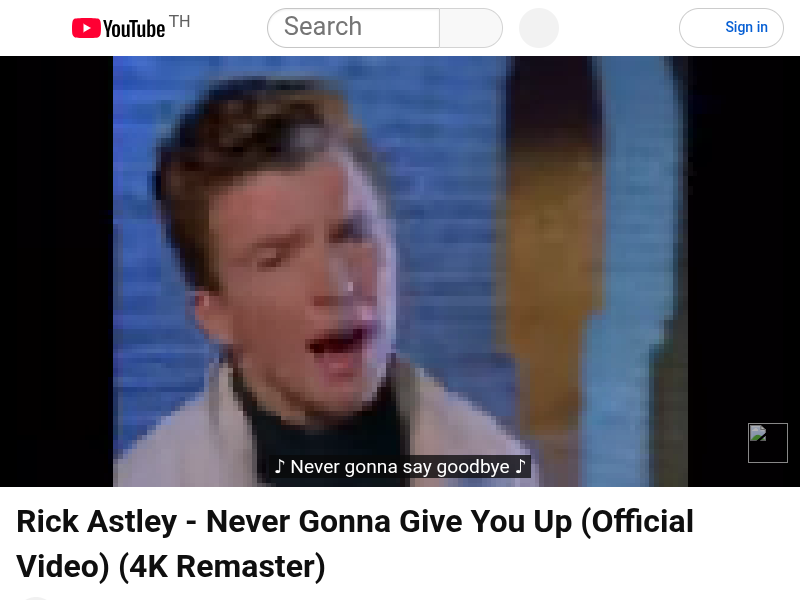 YouTube TH
Search
Sign in
♪ Never gonna say goodbye ♪
Rick Astley - Never Gonna Give You Up (Official
Video) (4K Remaster)